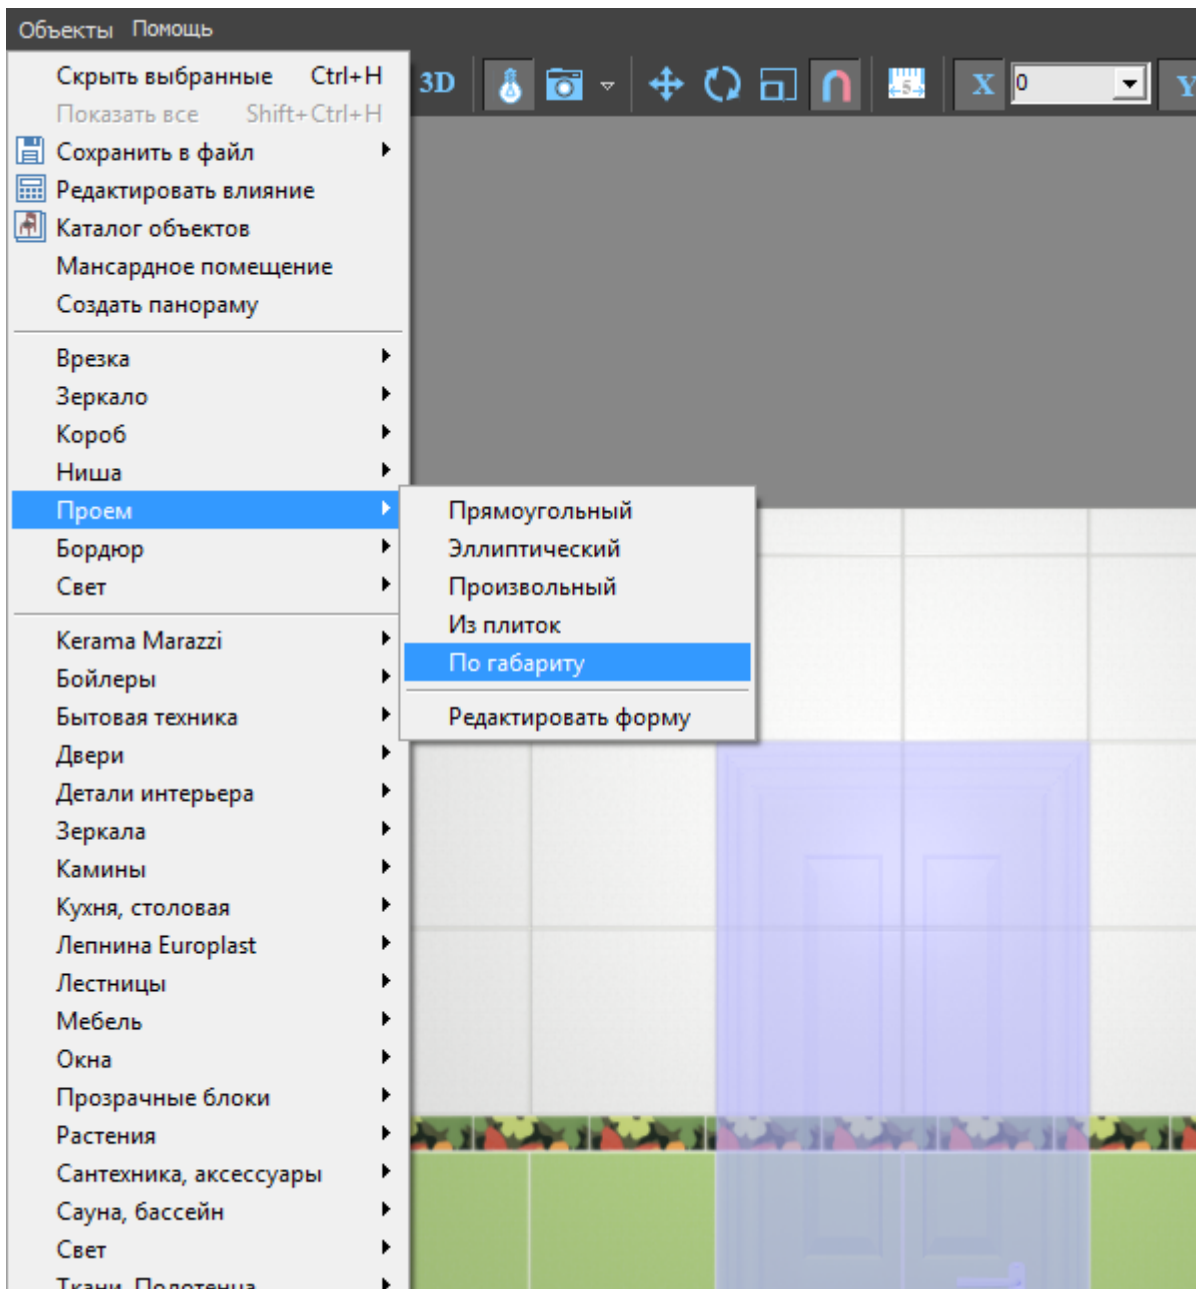 Объекты Помощь
Скрыть выбранные Ctrl+H
Показать все Shift+Ctrl+H
Сохранить в файл
Редактировать влияние
Каталог объектов
Мансардное помещение
Создать панораму
Врезка
Зеркало
Короб
Ниша
Проем
Бордюр
Свет
Kerama Marazzi
Бойлеры
Бытовая техника
Двери
Детали интерьера
Зеркала
Камины
Кухня, столовая
Лепнина Europlast
Лестницы
Мебель
Окна
Прозрачные блоки
Растения
Сантехника, аксессуары
Сауна, бассейн
Свет
Ткани, Полотенца
3D
5
X 0
Y
Прямоугольный
Эллиптический
Произвольный
Из плиток
По габариту
Редактировать форму